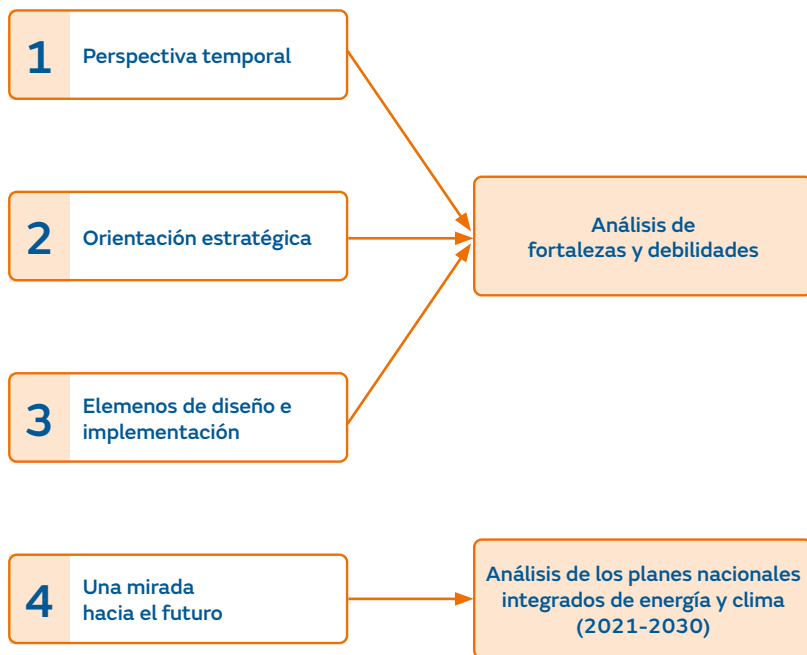 1
Perspectiva temporal
2
Orientación estratégica
3
Elemenos de diseño e
implementación
Análisis de
fortalezas y debilidades
4
Una mirada
hacia el futuro
Análisis de los planes nacionales
integrados de energía y clima
(2021-2030)